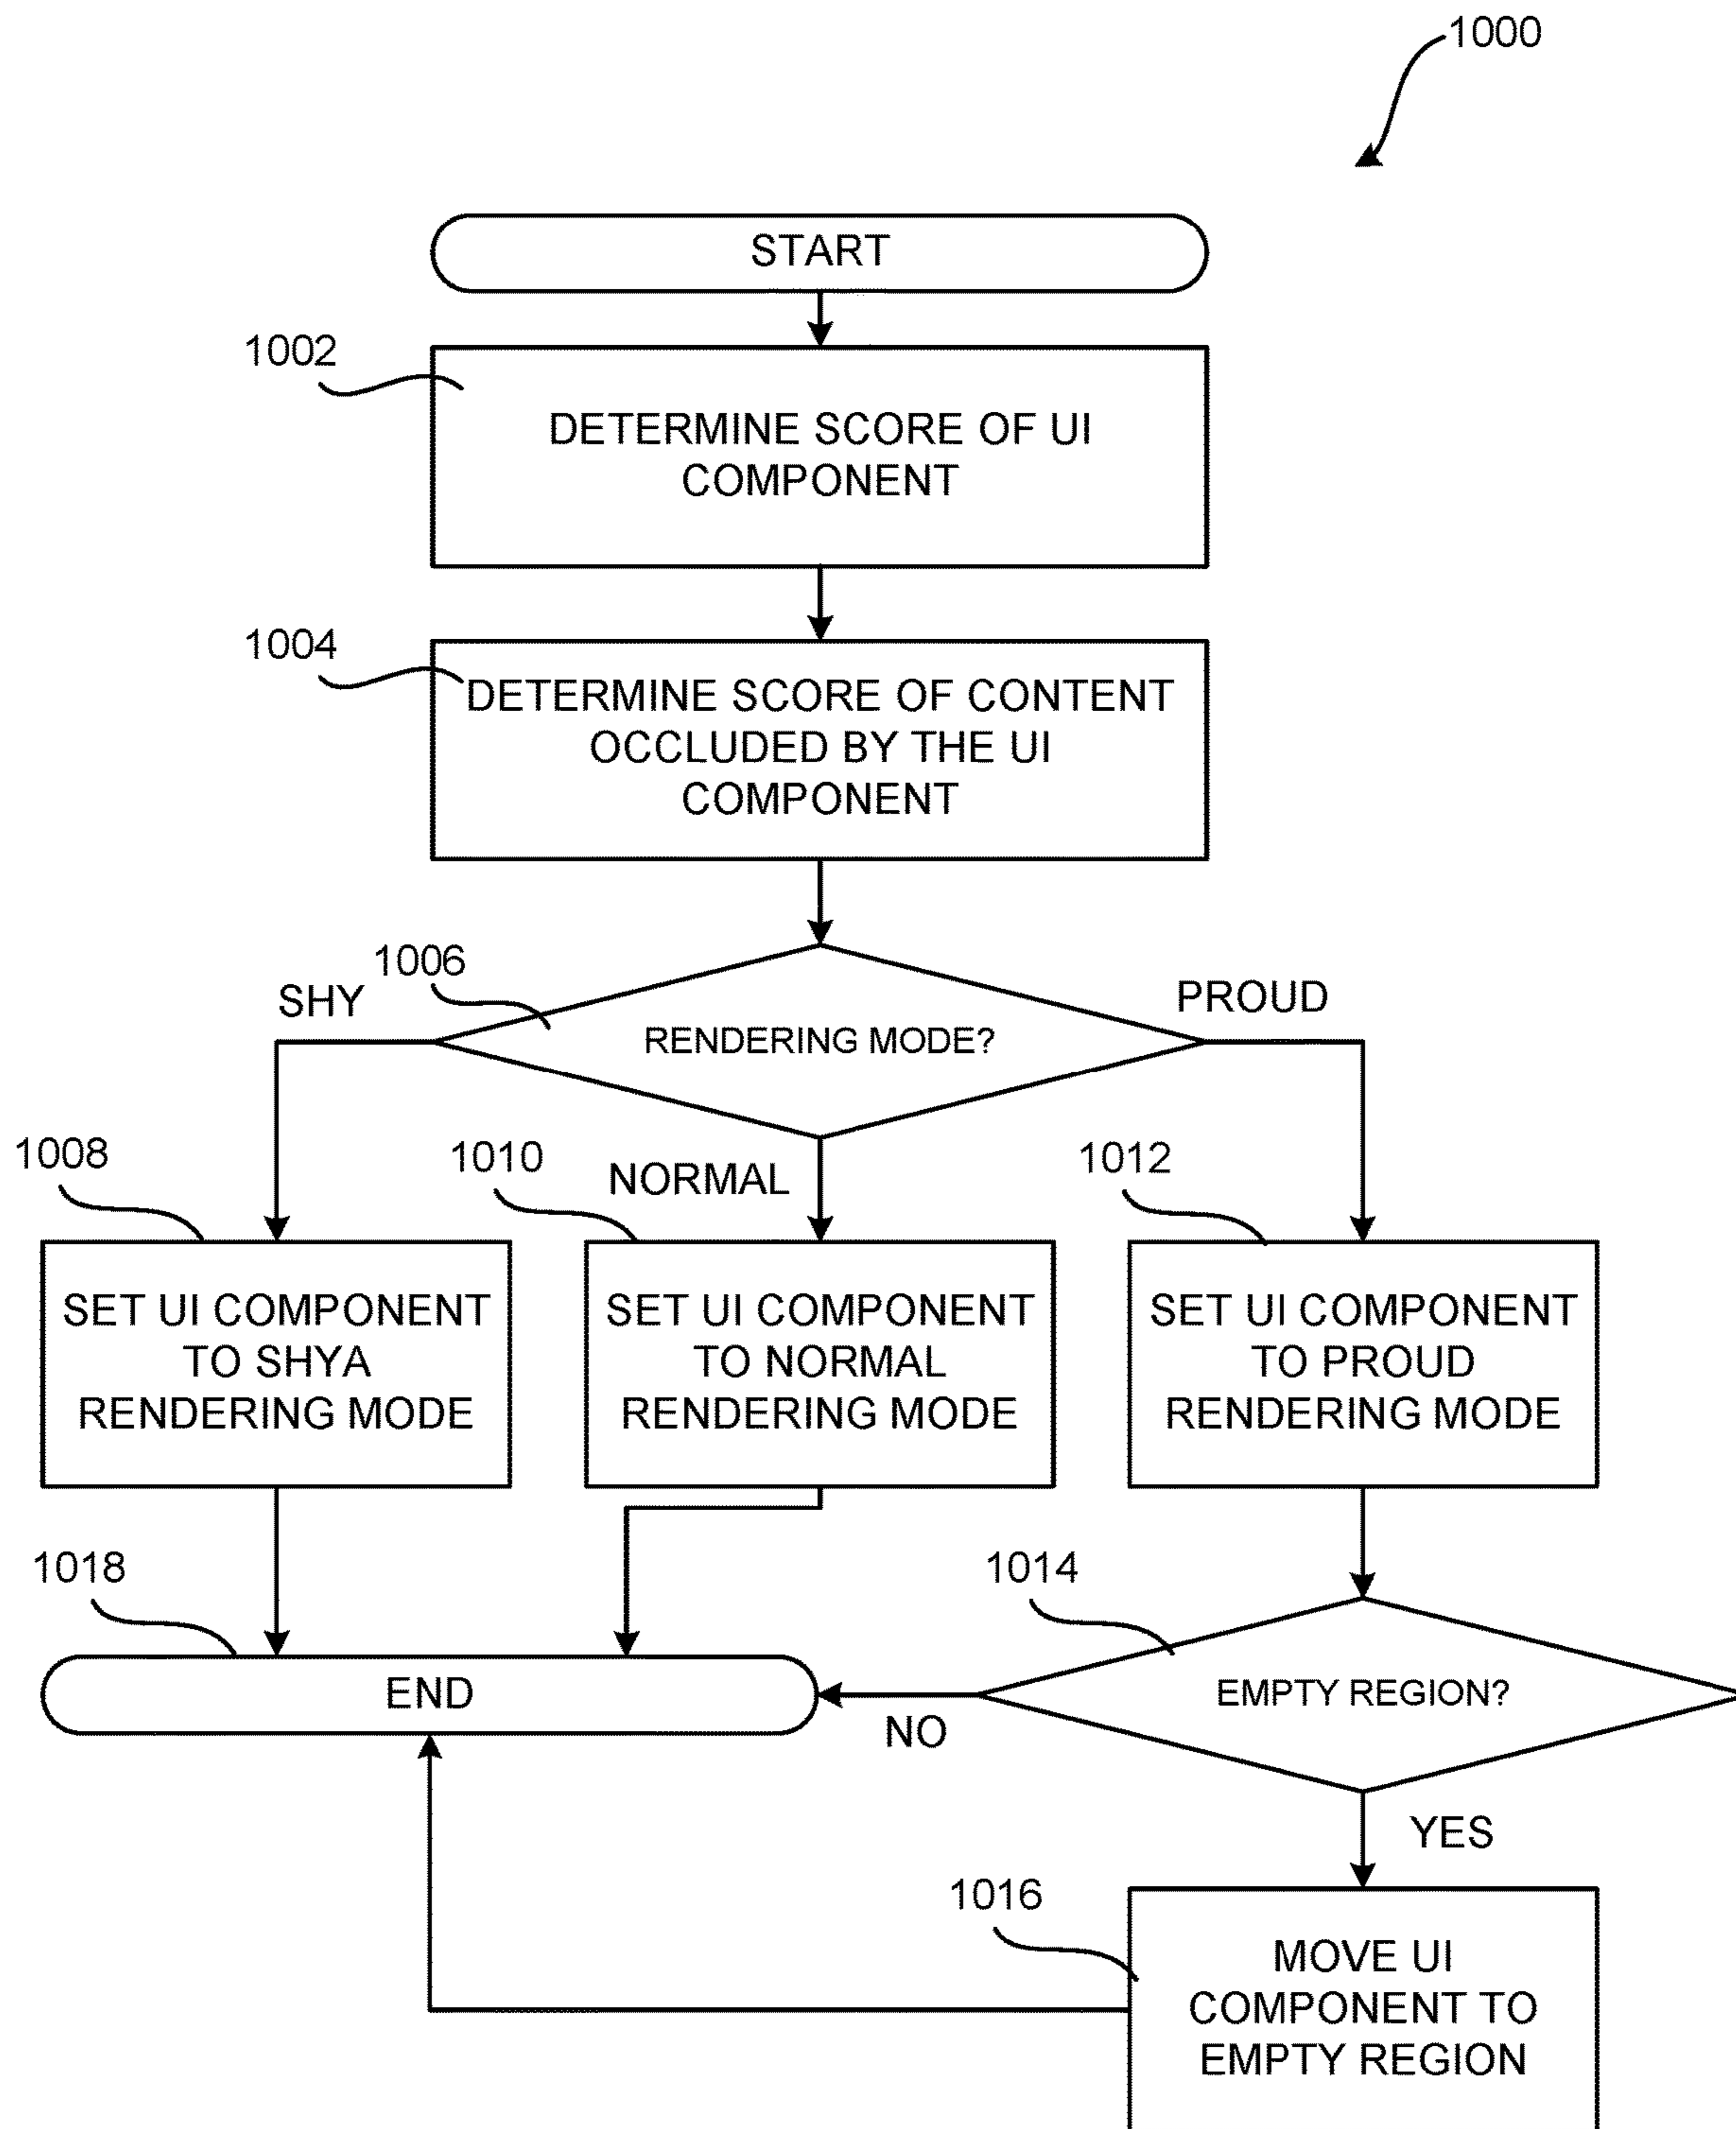 1000
START
1002
DETERMINE SCORE OF UI
COMPONENT
1004
DETERMINE SCORE OF CONTENT
OCCLUDED BY THE UI
COMPONENT
1006
SHY
PROUD
RENDERING MODE?
1008
1010
NORMAL
1012
SET UI COMPONENT
TO SHYA
RENDERING MODE
SET UI COMPONENT
TO NORMAL
RENDERING MODE
SET UI COMPONENT
TO PROUD
RENDERING MODE
1018
1014
END
EMPTY REGION?
NO
YES
1016
MOVE UI
COMPONENT TO
EMPTY REGION